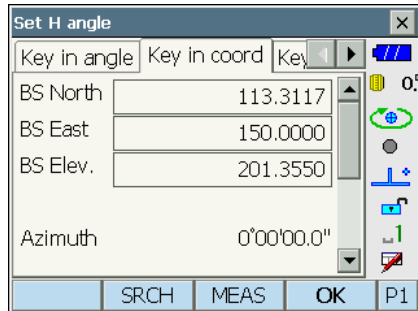 Set H angle
Key in angle Key in coord Key
BS North 113.3117
BS East 150.0000
BS Elev. 201.3550
Azimuth 0°00'00.0"
1
SRCH MEAS OK P1